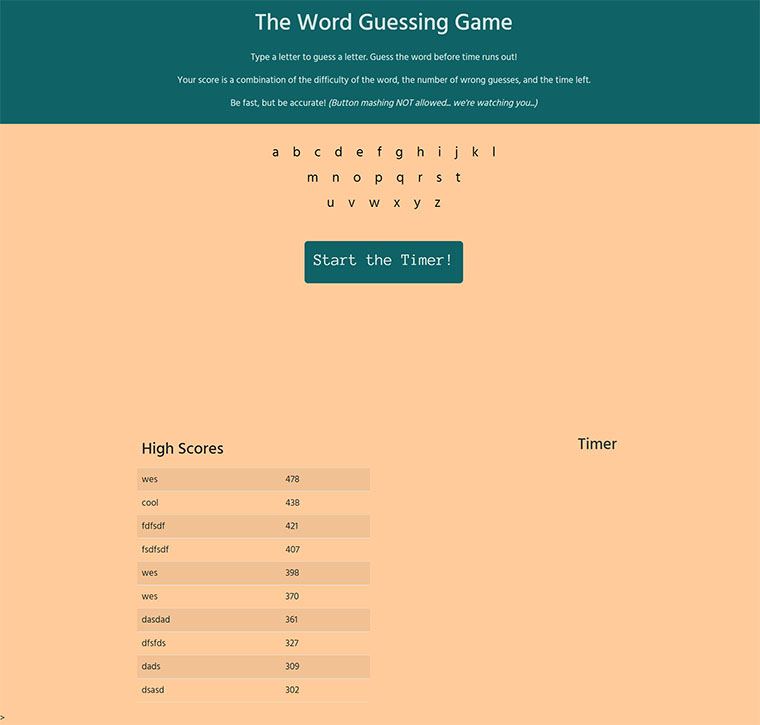 The Word Guessing Game
Type a letter to guess a letter. Guess the word before time runs out!
Your score is a combination of the difficulty of the word, the number of wrong guesses, and the time left.
Be fast, but be accurate! (Button mashing NOT allowed... we're watching you...)
a b c d e f g h i j k l
m n o p q r s t
u v w x y z
Start the Timer!
High Scores
wes 478
cool 438
fdfsdf 421
fsdfsdf 407
wes 398
wes 370
dasdad 361
dfsfds 327
dads 309
dsasd 302
Timer
>